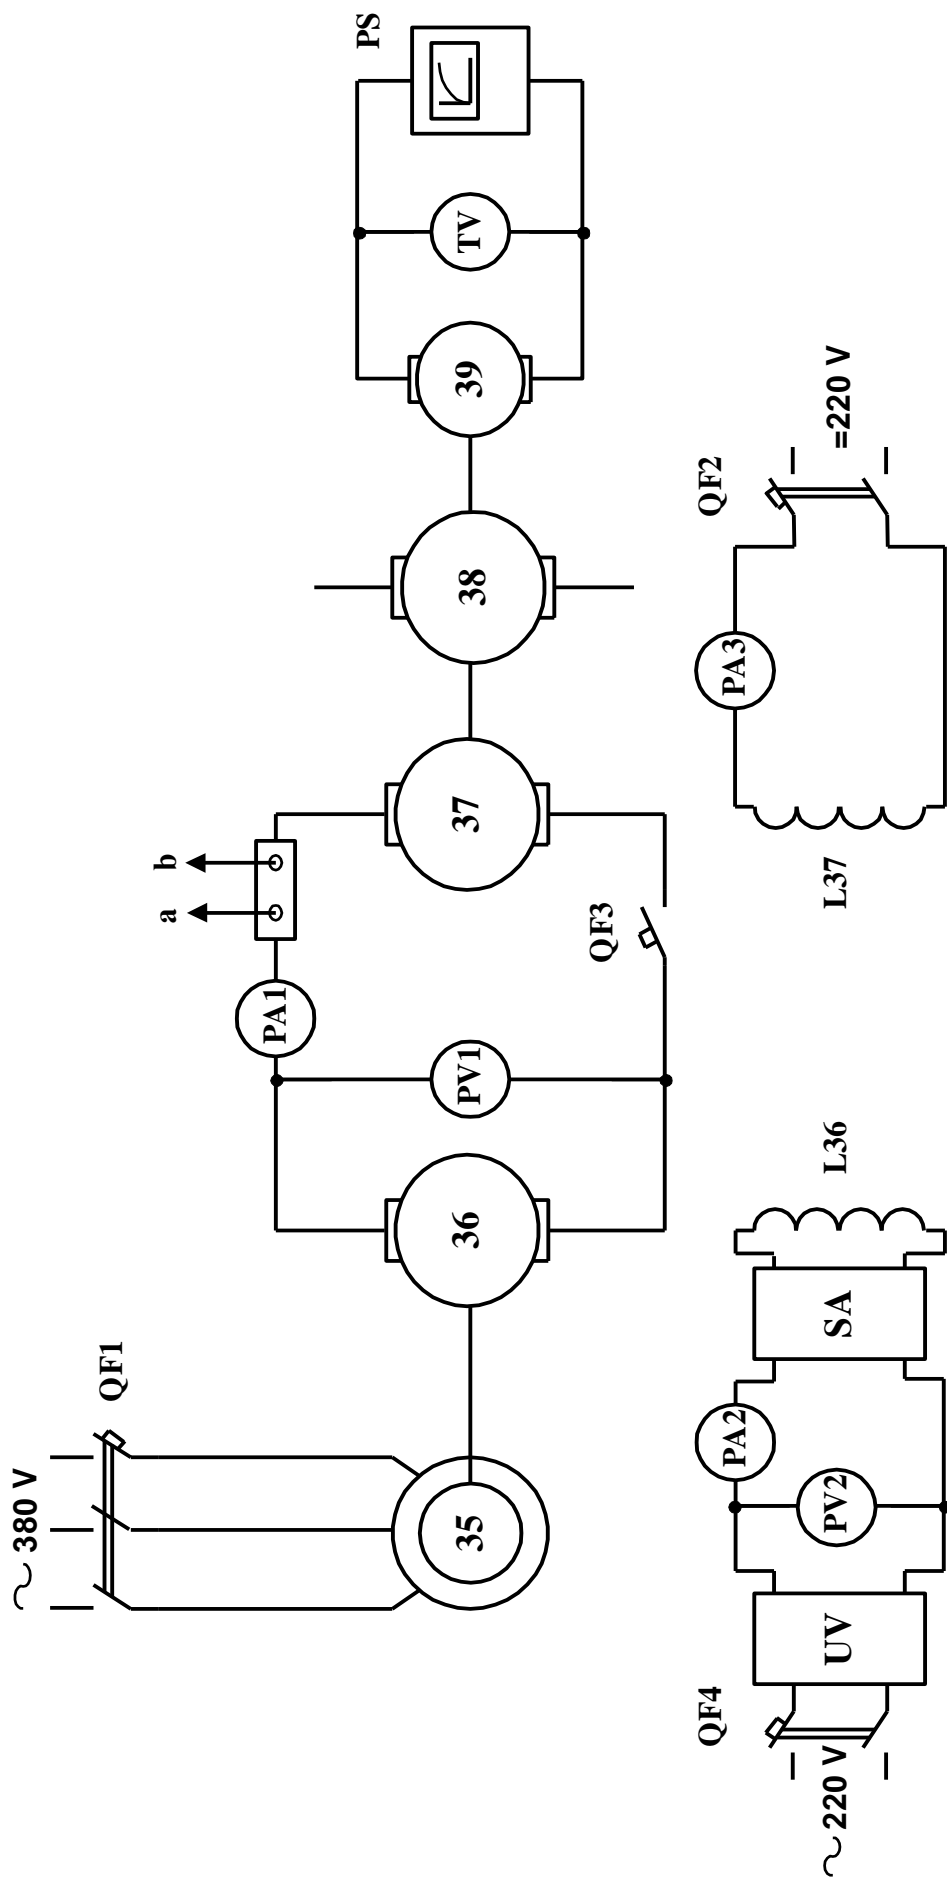 ∼ 380 V
QF1
a
b
PS
PA1
35
36
PV1
37
38
39
TV
QF3
QF4
∼ 220 V
UV
PV2
PA2
SA
L36
L37
PA3
QF2
=220 V